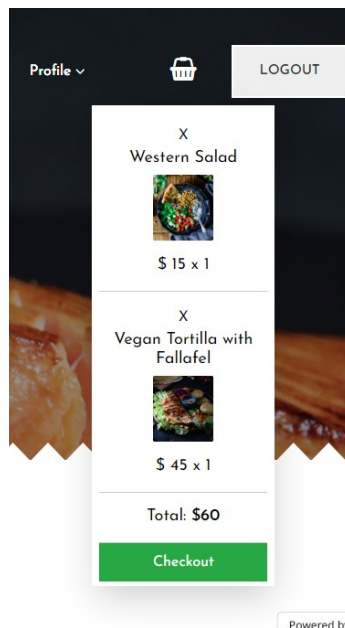 Profile
LOGOUT
X
Western Salad
$ 15 x 1
X
Vegan Tortilla with
Fallafel
$ 45 x 1
Total: $60
Checkout
Powered by